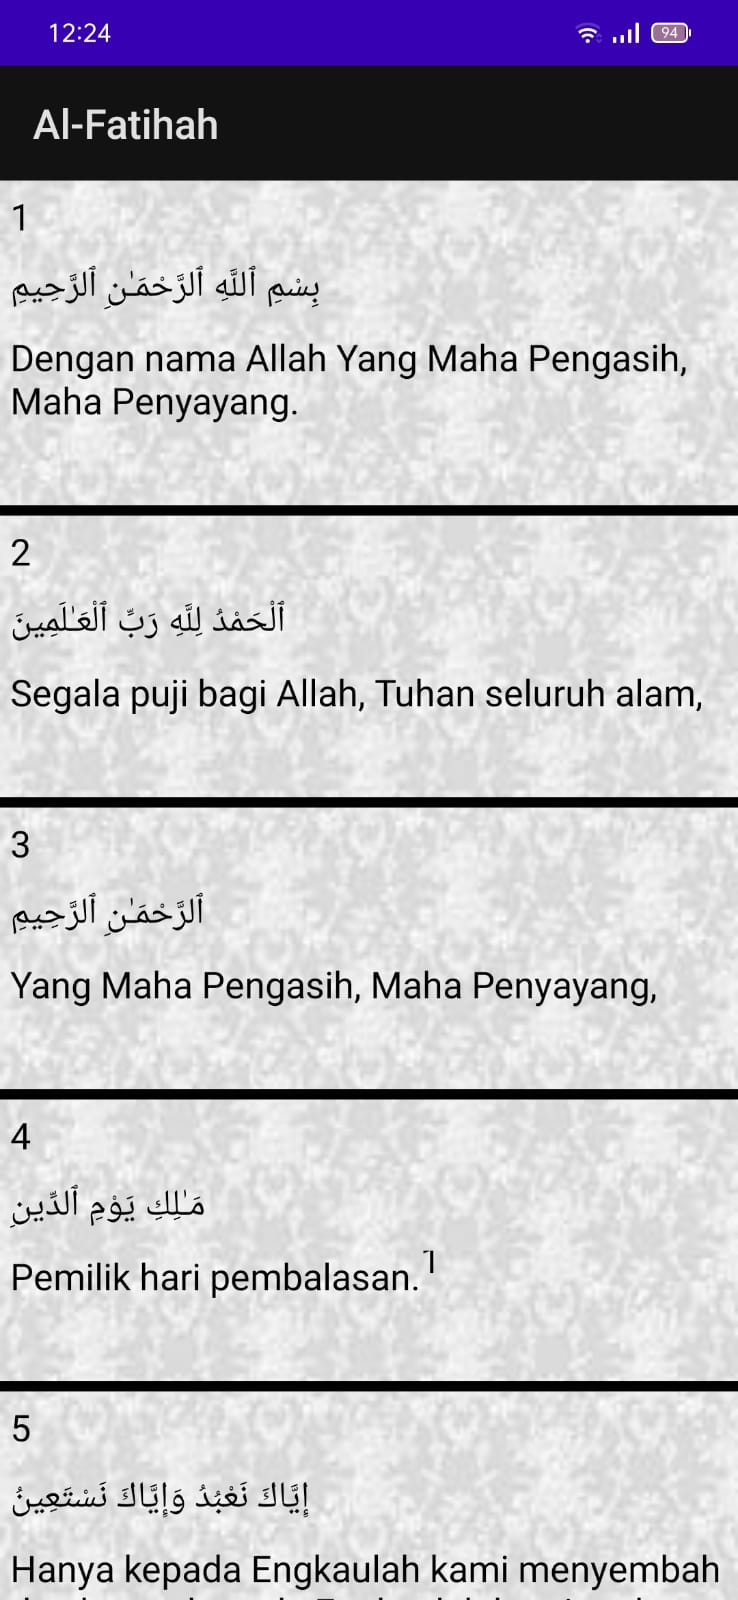 12:24
94
Al-Fatihah
1
بِسْمِ ٱللَّهِ ٱلرَّحْمَـٰنِ ٱلرَّحِيمِ
Dengan nama Allah Yang Maha Pengasih,
Maha Penyayang.
2
ٱلْحَمْدُ لِلَّهِ رَبِّ ٱلْعَـٰلَمِينَ
Segala puji bagi Allah, Tuhan seluruh alam,
3
ٱلرَّحْمَـٰنِ ٱلرَّحِيمِ
Yang Maha Pengasih, Maha Penyayang,
4
مَـٰلِكِ يَوْمِ ٱلدِّينِ
Pemilik hari pembalasan.1
5
إِيَّاكَ نَعْبُدُ وَإِيَّاكَ نَسْتَعِينُ
Hanya kepada Engkaulah kami menyembah